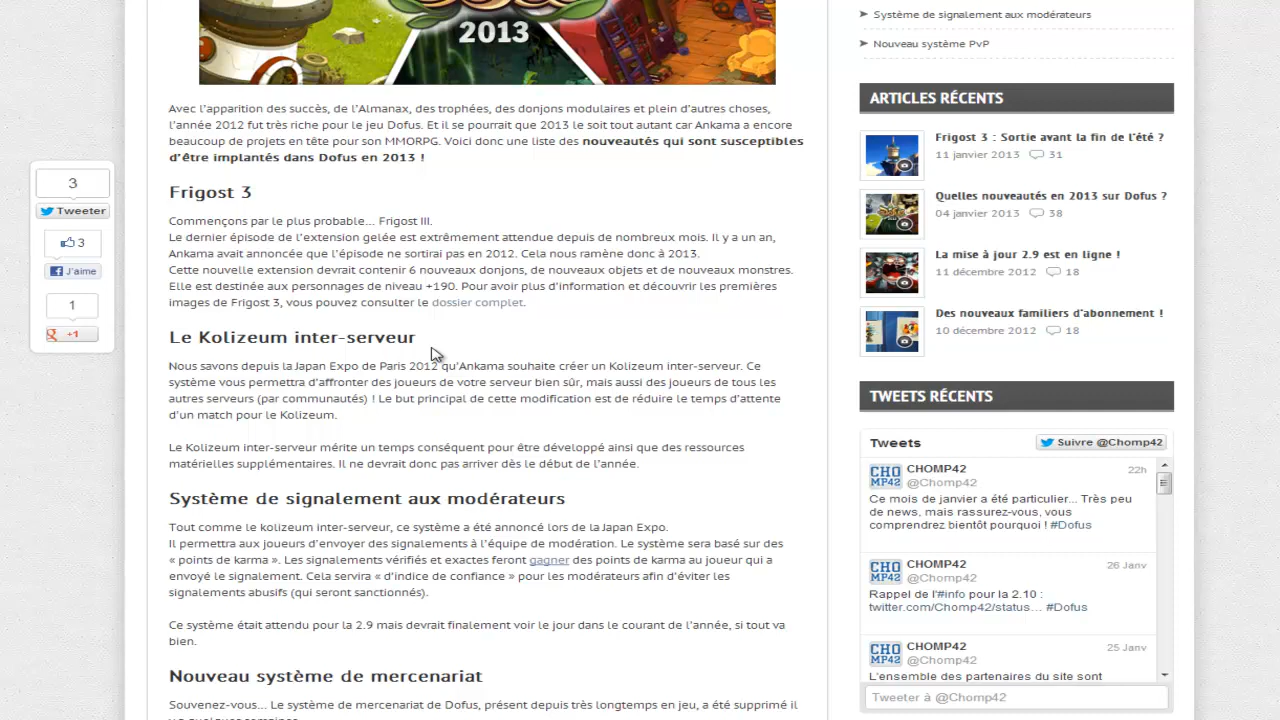 2013
Avec l'apparition des succès, de l'Almanax, des trophées, des donjons modulaires et plein d'autres choses,
l'année 2012 fut très riche pour le jeu Dofus. Et il se pourrait que 2013 le soit tout autant car Ankama a encore
beaucoup de projets en tête pour son MMORPG. Voici donc une liste des nouveautés qui sont susceptibles
d'être implantés dans Dofus en 2013 !
Frigost 3
Commençons par le plus probable... Frigost III.
Le dernier épisode de l'extension gelée est extrêmement attendue depuis de nombreux mois. Il y a un an,
Ankama avait annoncée que l'épisode ne sortirai pas en 2012. Cela nous ramène donc à 2013.
Cette nouvelle extension devrait contenir 6 nouveaux donjons, de nouveaux objets et de nouveaux monstres.
Elle est destinée aux personnages de niveau +190. Pour avoir plus d'information et découvrir les premières
images de Frigost 3, vous pouvez consulter le dossier complet.
Le Kolizeum inter-serveur
Nous savons depuis la Japan Expo de Paris 2012 qu'Ankama souhaite créer un Kolizeum inter-serveur. Ce
système vous permettra d'affronter des joueurs de votre serveur bien sûr, mais aussi des joueurs de tous les
autres serveurs (par communautés) ! Le but principal de cette modification est de réduire le temps d'attente
d'un match pour le Kolizeum.
Le Kolizeum inter-serveur mérite un temps conséquent pour être développé ainsi que des ressources
matérielles supplémentaires. Il ne devrait donc pas arriver dès le début de l'année.
Système de signalement aux modérateurs
Tout comme le kolizeum inter-serveur, ce système a été annoncé lors de la Japan Expo.
Il permettra aux joueurs d'envoyer des signalements à l'équipe de modération. Le système sera basé sur des
« points de karma ». Les signalements vérifiés et exactes feront gagner des points de karma au joueur qui a
envoyé le signalement. Cela servira « d'indice de confiance » pour les modérateurs afin d'éviter les
signalements abusifs (qui seront sanctionnés).
Ce système était attendu pour la 2.9 mais devrait finalement voir le jour dans le courant de l'année, si tout va
bien.
Nouveau système de mercenariat
Souvenez-vous... Le système de mercenariat de Dofus, présent depuis très longtemps en jeu, a été supprimé il
3
Tweeter
3
J'aime
1
+1
Système de signalement aux modérateurs
Nouveau système PvP
ARTICLES RÉCENTS
Frigost 3 : Sortie avant la fin de l'été ?
11 janvier 2013 31
Quelles nouveautés en 2013 sur Dofus ?
04 janvier 2013 38
La mise à jour 2.9 est en ligne !
11 décembre 2012 18
Des nouveaux familiers d'abonnement !
10 décembre 2012 18
TWEETS RÉCENTS
Tweets Suivre @Chomp42
CHO
MP42
CHOMP42 22h
@Chomp42
Ce mois de janvier a été particulier... Très peu
de news, mais rassurez-vous, vous
comprendrez bientôt pourquoi ! #Dofus
CHO
MP42
CHOMP42 26 Janv
@Chomp42
Rappel de l'#info pour la 2.10 :
twitter.com/Chomp42/status... #Dofus
CHO
MP42
CHOMP42 25 Janv
@Chomp42
L'ensemble des partenaires du site sont
Tweeter à @Chomp42